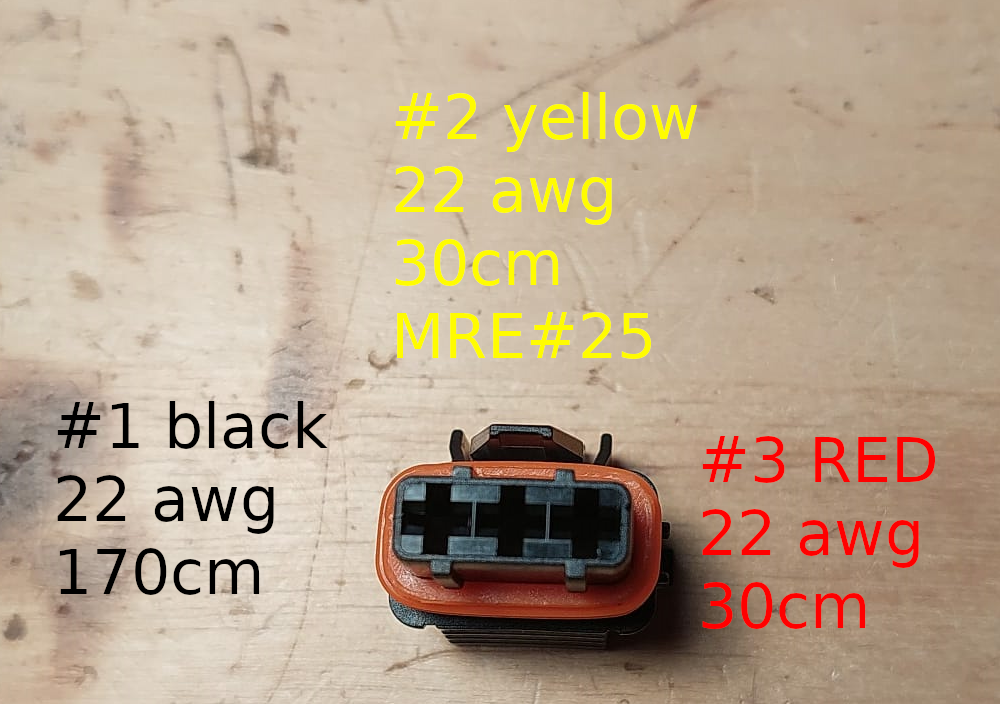 #2 yellow
22 awg
30cm
MRE#25
#1 black
22 awg
170cm
#3 RED
22 awg
30cm